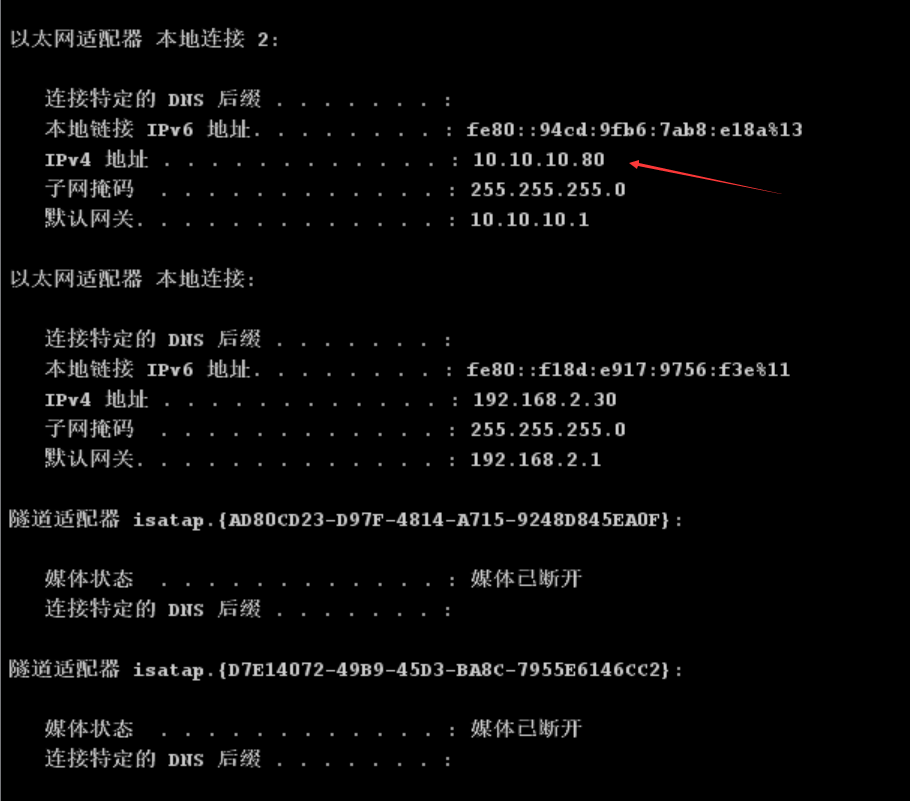 以太网适配器 本地连接 2:
连接特定的 DNS 后缀 . . . . . . . :
本地链接 IPv6 地址. . . . . . . . : fe80::94cd:9fb6:7ab8:e18a%13
IPv4 地址 . . . . . . . . . . . . : 10.10.10.80
子网掩码 . . . . . . . . . . . . : 255.255.255.0
默认网关. . . . . . . . . . . . . : 10.10.10.1
以太网适配器 本地连接:
连接特定的 DNS 后缀 . . . . . . . :
本地链接 IPv6 地址. . . . . . . . : fe80::f18d:e917:9756:f3e%11
IPv4 地址 . . . . . . . . . . . . : 192.168.2.30
子网掩码 . . . . . . . . . . . . : 255.255.255.0
默认网关. . . . . . . . . . . . . : 192.168.2.1
隧道适配器 isatap.{AD80CD23-D97F-4814-A715-9248D845EA0F}:
媒体状态 . . . . . . . . . . . . : 媒体已断开
连接特定的 DNS 后缀 . . . . . . . :
隧道适配器 isatap.{D7E14072-49B9-45D3-BA8C-7955E6146CC2}:
媒体状态 . . . . . . . . . . . . : 媒体已断开
连接特定的 DNS 后缀 . . . . . . . :